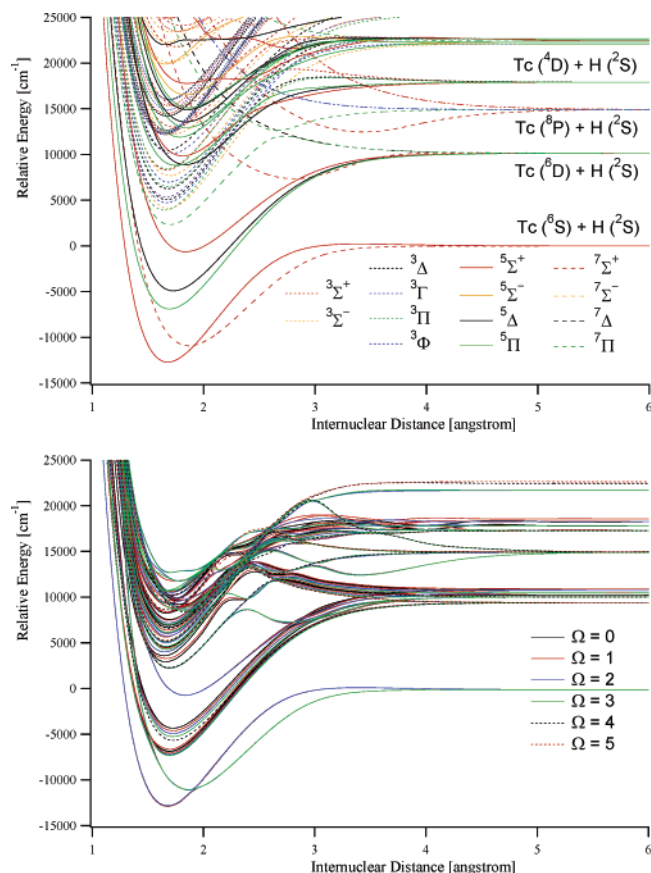 25000
20000
15000
10000
5000
0
-5000
-10000
-15000
Relative Energy [cm⁻¹]
Tc (⁴D) + H (²S)
Tc (⁸P) + H (²S)
Tc (⁶D) + H (²S)
Tc (⁶S) + H (²S)
³Σ⁺
³Σ⁻
³Δ
³Γ
³Π
³Φ
⁵Σ⁺
⁵Σ⁻
⁵Δ
⁵Π
⁷Σ⁺
⁷Σ⁻
⁷Δ
⁷Π
1 2 3 4 5 6
Internuclear Distance [angstrom]
25000
20000
15000
10000
5000
0
-5000
-10000
-15000
Relative Energy [cm⁻¹]
Ω = 0
Ω = 1
Ω = 2
Ω = 3
Ω = 4
Ω = 5
1 2 3 4 5 6
Internuclear Distance [angstrom]